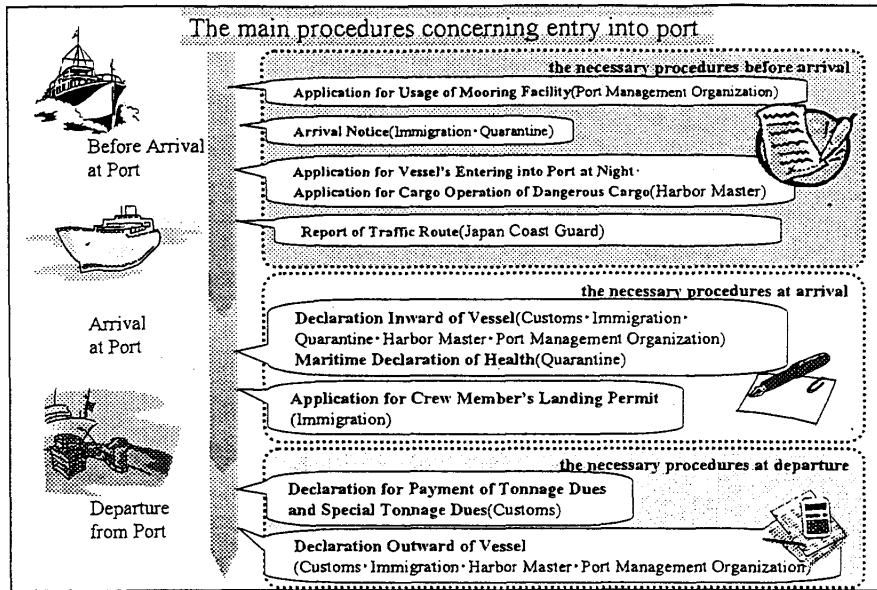 The main procedures concerning entry into port
the necessary procedures before arrival
Application for Usage of Mooring Facility(Port Management Organization)
Arrival Notice(Immigration・Quarantine)
Before Arrival
at Port
Application for Vessel's Entering into Port at Night・
Application for Cargo Operation of Dangerous Cargo(Harbor Master)
Report of Traffic Route(Japan Coast Guard)
the necessary procedures at arrival
Arrival
at Port
Declaration Inward of Vessel(Customs・Immigration・
Quarantine・Harbor Master・Port Management Organization)
Maritime Declaration of Health(Quarantine)
Application for Crew Member's Landing Permit
(Immigration)
the necessary procedures at departure
Departure
from Port
Declaration for Payment of Tonnage Dues
and Special Tonnage Dues(Customs)
Declaration Outward of Vessel
(Customs・Immigration・Harbor Master・Port Management Organization)